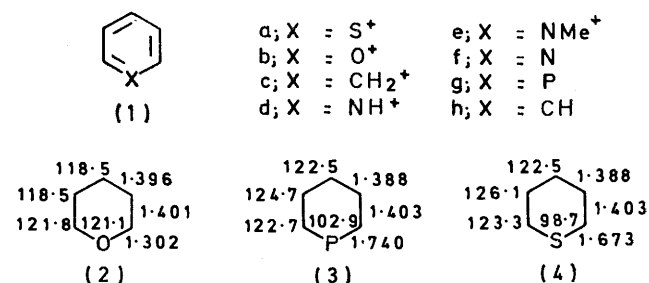 a; X = S+ e; X = NMe+
b; X = O+ f; X = N
c; X = CH2+ g; X = P
d; X = NH+ h; X = CH
X
(1)
118·5 1·396 122·5 1·388 122·5 1·388
118·5 1·401 124·7 1·403 126·1 1·403
121·8 121·1 122·7 102·9 123·3 98·7
O 1·302 P 1·740 S 1·673
(2) (3) (4)